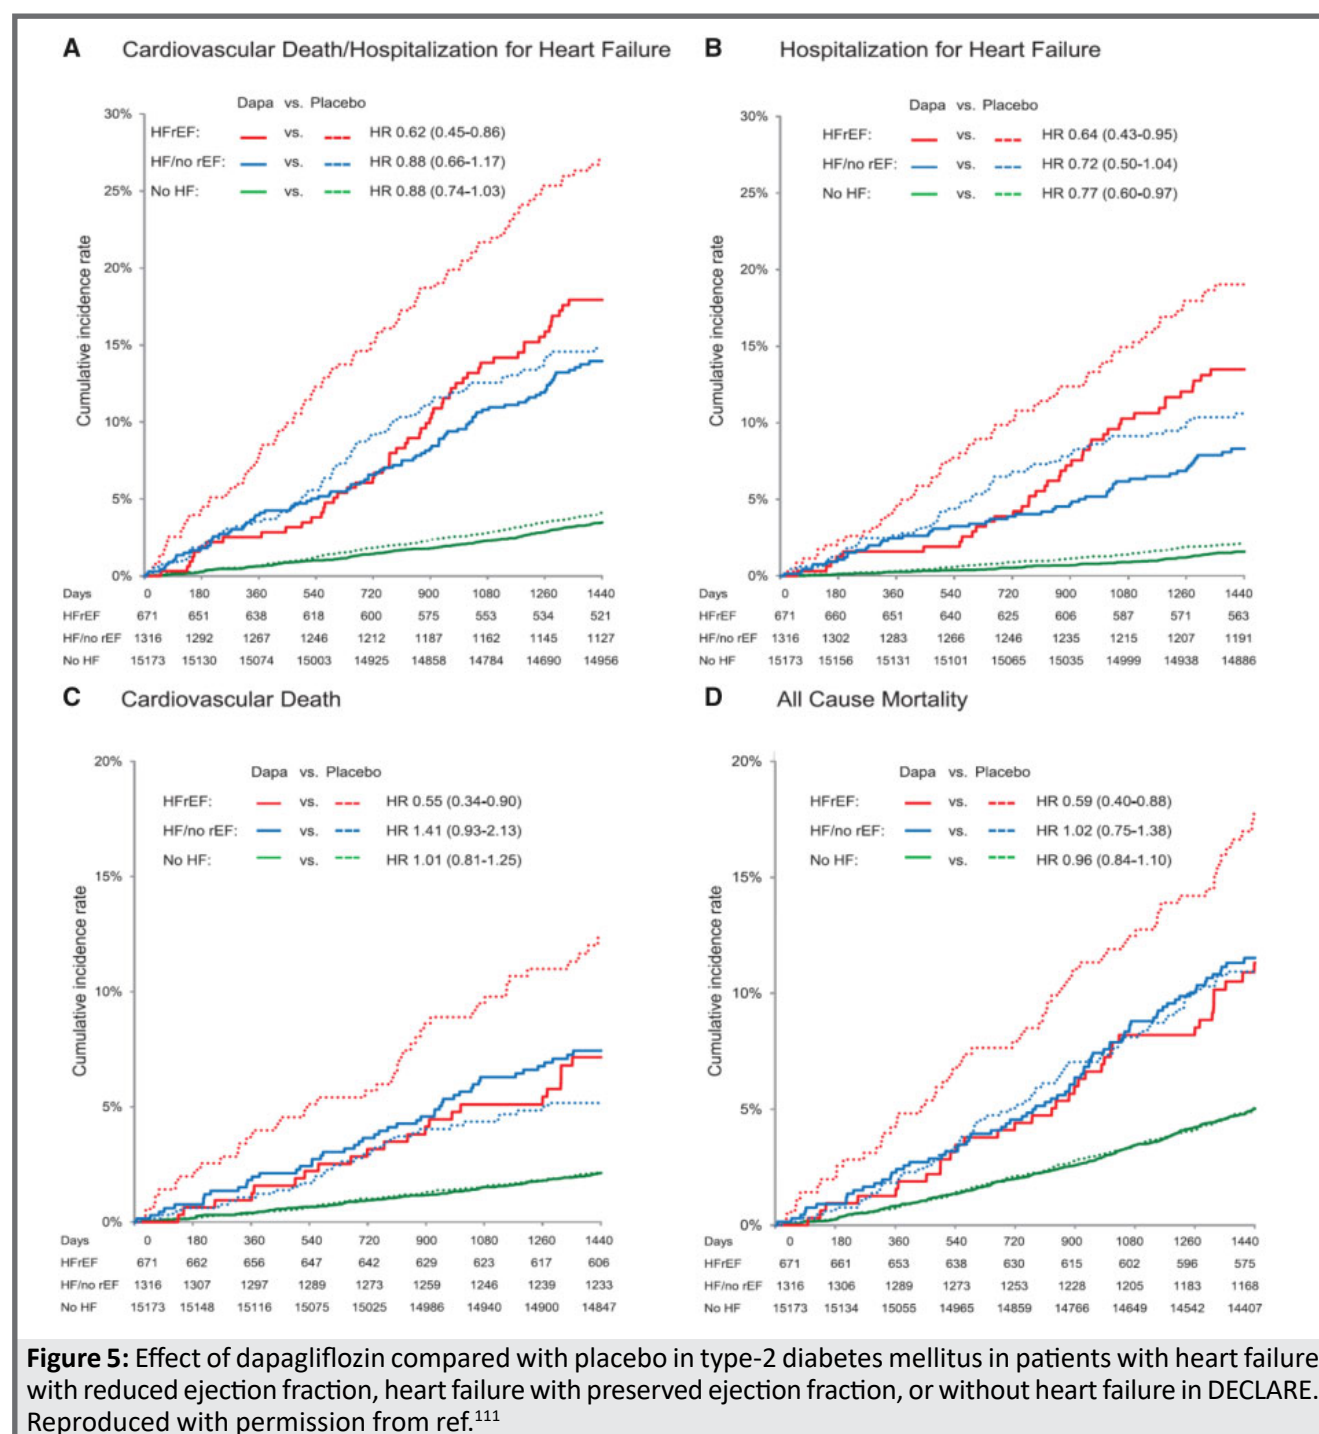 A Cardiovascular Death/Hospitalization for Heart Failure
Dapa vs. Placebo
HFrEF: vs. HR 0.62 (0.45-0.86)
HF/no rEF: vs. HR 0.88 (0.66-1.17)
No HF: vs. HR 0.88 (0.74-1.03)
Cumulative incidence rate
30%
25%
20%
15%
10%
5%
0%
Days 0 180 360 540 720 900 1080 1260 1440
HFrEF 671 651 638 618 600 575 553 534 521
HF/no rEF 1316 1292 1267 1246 1212 1187 1162 1145 1127
No HF 15173 15130 15074 15003 14925 14858 14784 14690 14956
B Hospitalization for Heart Failure
Dapa vs. Placebo
HFrEF: vs. HR 0.64 (0.43-0.95)
HF/no rEF: vs. HR 0.72 (0.50-1.04)
No HF: vs. HR 0.77 (0.60-0.97)
Cumulative incidence rate
30%
25%
20%
15%
10%
5%
0%
Days 0 180 360 540 720 900 1080 1260 1440
HFrEF 671 660 651 640 625 606 587 571 563
HF/no rEF 1316 1302 1283 1266 1246 1235 1215 1207 1191
No HF 15173 15156 15131 15101 15065 15035 14999 14938 14886
C Cardiovascular Death
Dapa vs. Placebo
HFrEF: vs. HR 0.55 (0.34-0.90)
HF/no rEF: vs. HR 1.41 (0.93-2.13)
No HF: vs. HR 1.01 (0.81-1.25)
Cumulative incidence rate
20%
15%
10%
5%
0%
Days 0 180 360 540 720 900 1080 1260 1440
HFrEF 671 662 656 647 642 629 623 617 606
HF/no rEF 1316 1307 1297 1289 1273 1259 1246 1239 1233
No HF 15173 15148 15116 15075 15025 14986 14940 14900 14847
D All Cause Mortality
Dapa vs. Placebo
HFrEF: vs. HR 0.59 (0.40-0.88)
HF/no rEF: vs. HR 1.02 (0.75-1.38)
No HF: vs. HR 0.96 (0.84-1.10)
Cumulative incidence rate
20%
15%
10%
5%
0%
Days 0 180 360 540 720 900 1080 1260 1440
HFrEF 671 661 653 638 630 615 602 596 575
HF/no rEF 1316 1306 1289 1273 1253 1228 1205 1183 1168
No HF 15173 15134 15055 14965 14859 14766 14649 14542 14407
Figure 5: Effect of dapagliflozin compared with placebo in type-2 diabetes mellitus in patients with heart failure
with reduced ejection fraction, heart failure with preserved ejection fraction, or without heart failure in DECLARE.
Reproduced with permission from ref.¹¹¹